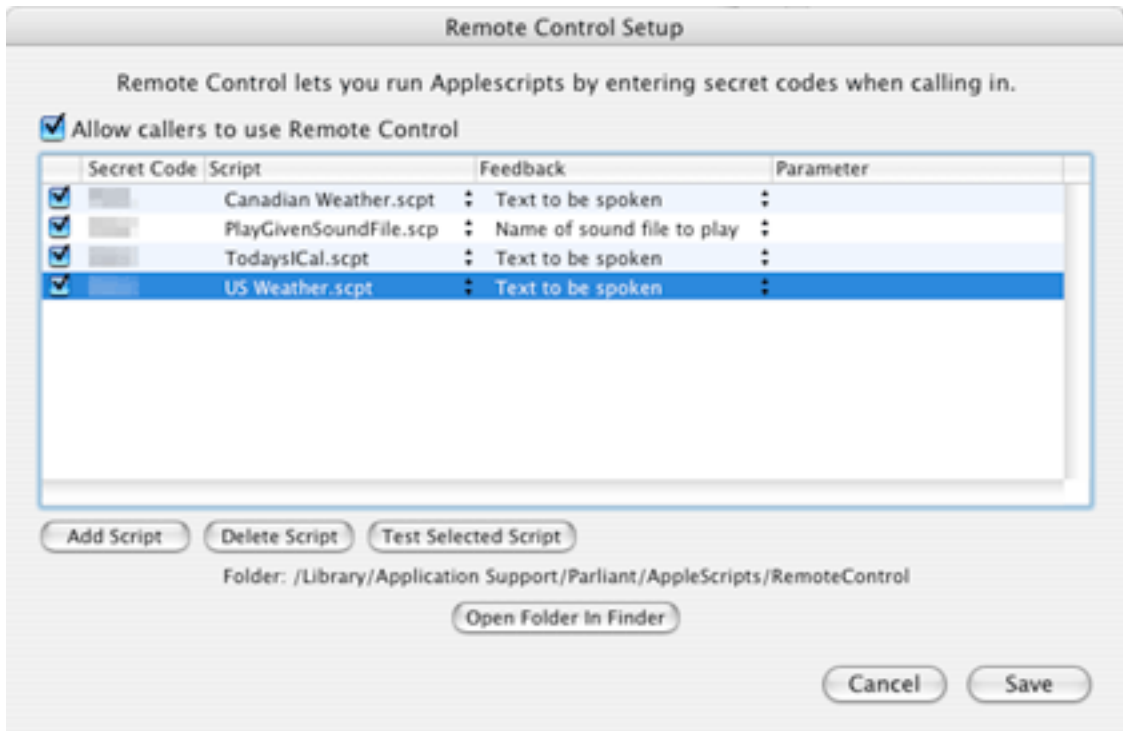 Remote Control Setup
Remote Control lets you run Applescripts by entering secret codes when calling in.
Allow callers to use Remote Control
Secret Code Script Feedback Parameter
Canadian Weather.scpt Text to be spoken
PlayGivenSoundFile.scp Name of sound file to play
TodaysICal.scpt Text to be spoken
US Weather.scpt Text to be spoken
Add Script Delete Script Test Selected Script
Folder: /Library/Application Support/Parliant/AppleScripts/RemoteControl
Open Folder In Finder
Cancel Save